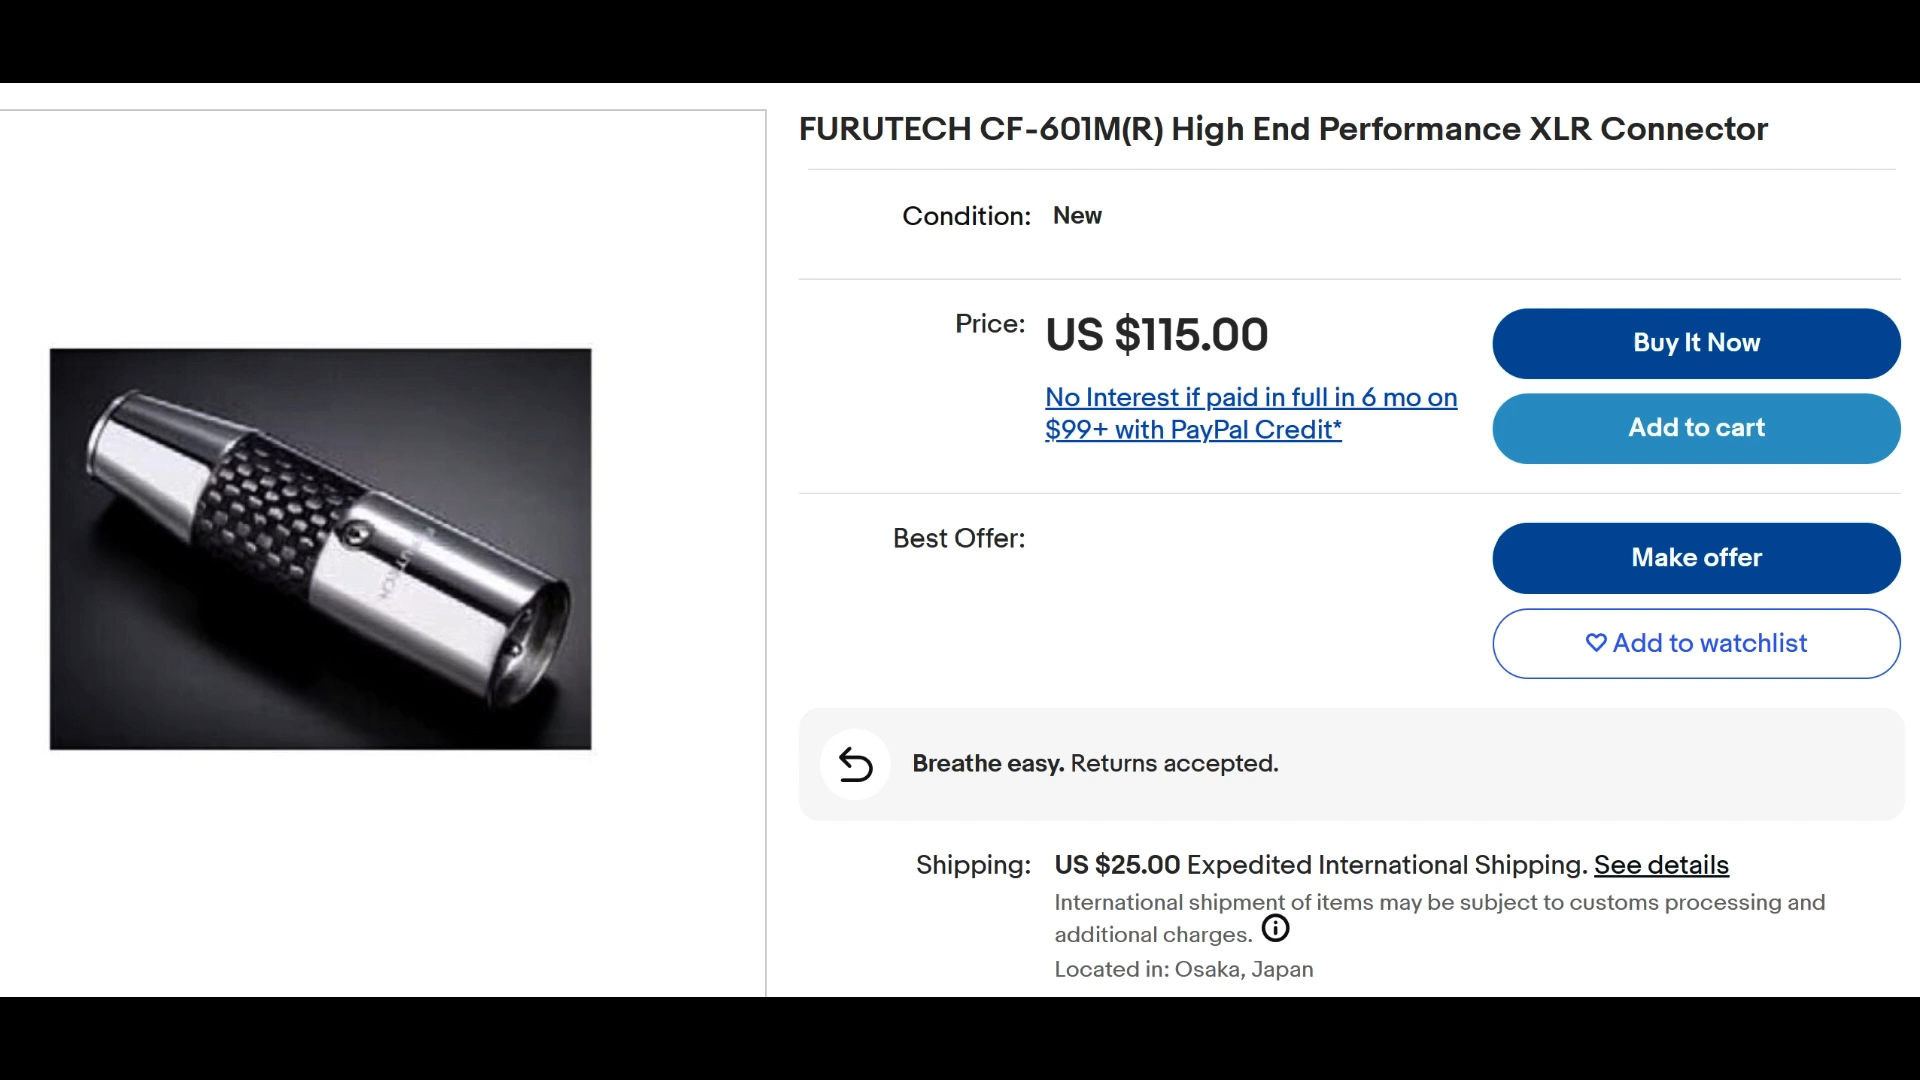 FURUTECH CF-601M(R) High End Performance XLR Connector
Condition: New
Price: US $115.00
No Interest if paid in full in 6 mo on
$99+ with PayPal Credit*
Buy It Now
Add to cart
Best Offer:
Make offer
Add to watchlist
Breathe easy. Returns accepted.
Shipping: US $25.00 Expedited International Shipping. See details
International shipment of items may be subject to customs processing and
additional charges.
Located in: Osaka, Japan
FURUTECH